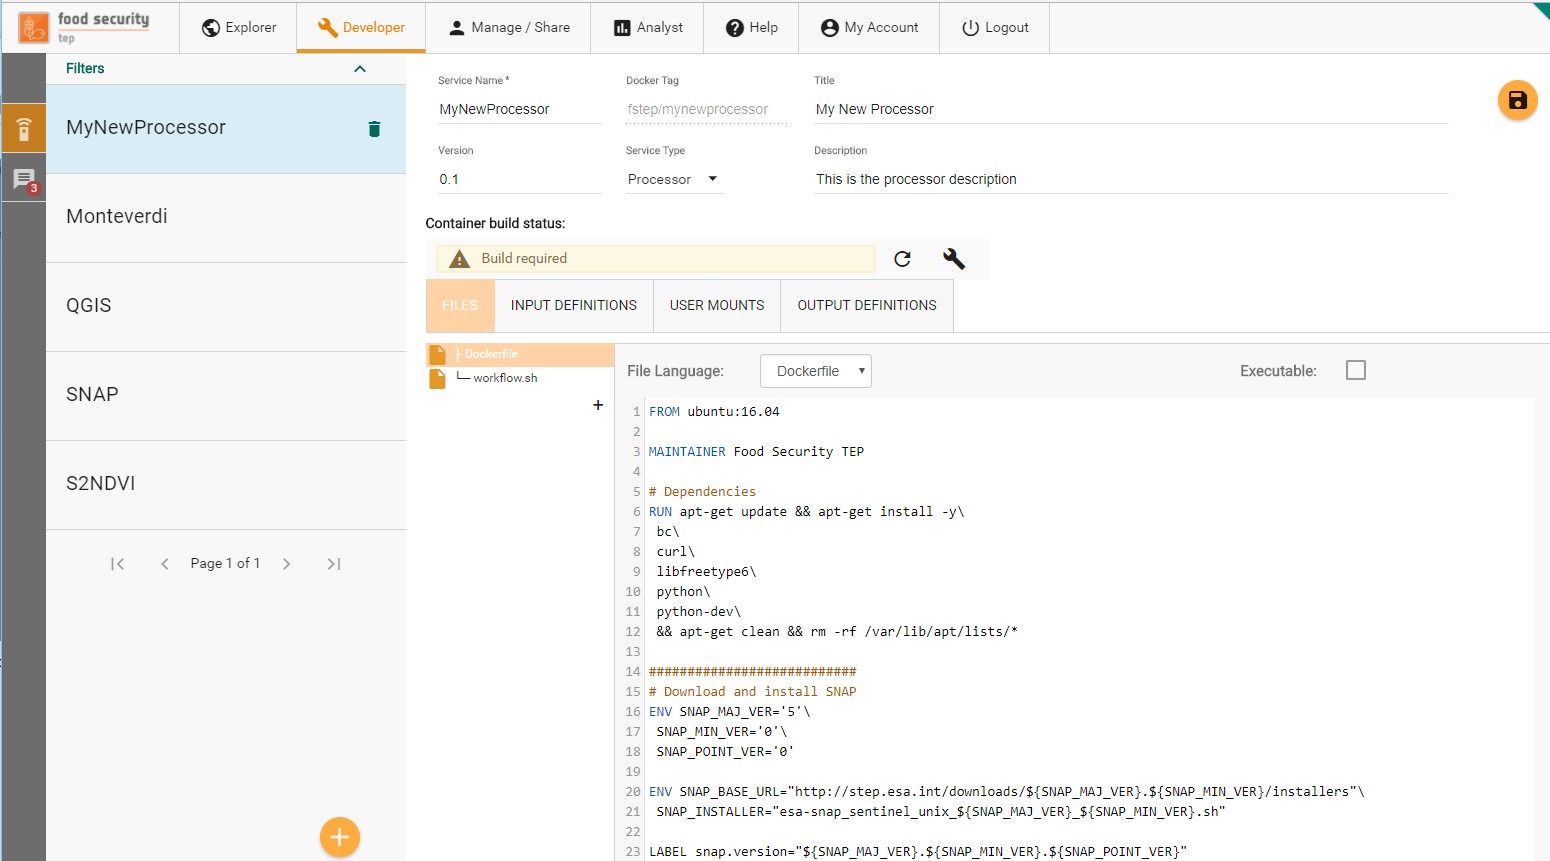 food security
tep
Explorer
Developer
Manage / Share
Analyst
Help
My Account
Logout
Filters
MyNewProcessor
3
Monteverdi
QGIS
SNAP
S2NDVI
Page 1 of 1
Service Name *
Docker Tag
Title
MyNewProcessor
fstep/mynewprocessor
My New Processor
Version
Service Type
Description
0.1
Processor
This is the processor description
Container build status:
Build required
FILES
INPUT DEFINITIONS
USER MOUNTS
OUTPUT DEFINITIONS
├ Dockerfile
└─ workflow.sh
+
File Language:
Dockerfile
Executable:
1 FROM ubuntu:16.04
2
3 MAINTAINER Food Security TEP
4
5 # Dependencies
6 RUN apt-get update && apt-get install -y\
7 bc\
8 curl\
9 libfreetype6\
10 python\
11 python-dev\
12 && apt-get clean && rm -rf /var/lib/apt/lists/*
13
14 ###########################
15 # Download and install SNAP
16 ENV SNAP_MAJ_VER='5'\
17 SNAP_MIN_VER='0'\
18 SNAP_POINT_VER='0'
19
20 ENV SNAP_BASE_URL="http://step.esa.int/downloads/${SNAP_MAJ_VER}.${SNAP_MIN_VER}/installers"\
21 SNAP_INSTALLER="esa-snap_sentinel_unix_${SNAP_MAJ_VER}_${SNAP_MIN_VER}.sh"
22
23 LABEL snap.version="${SNAP_MAJ_VER}.${SNAP_MIN_VER}.${SNAP_POINT_VER}"